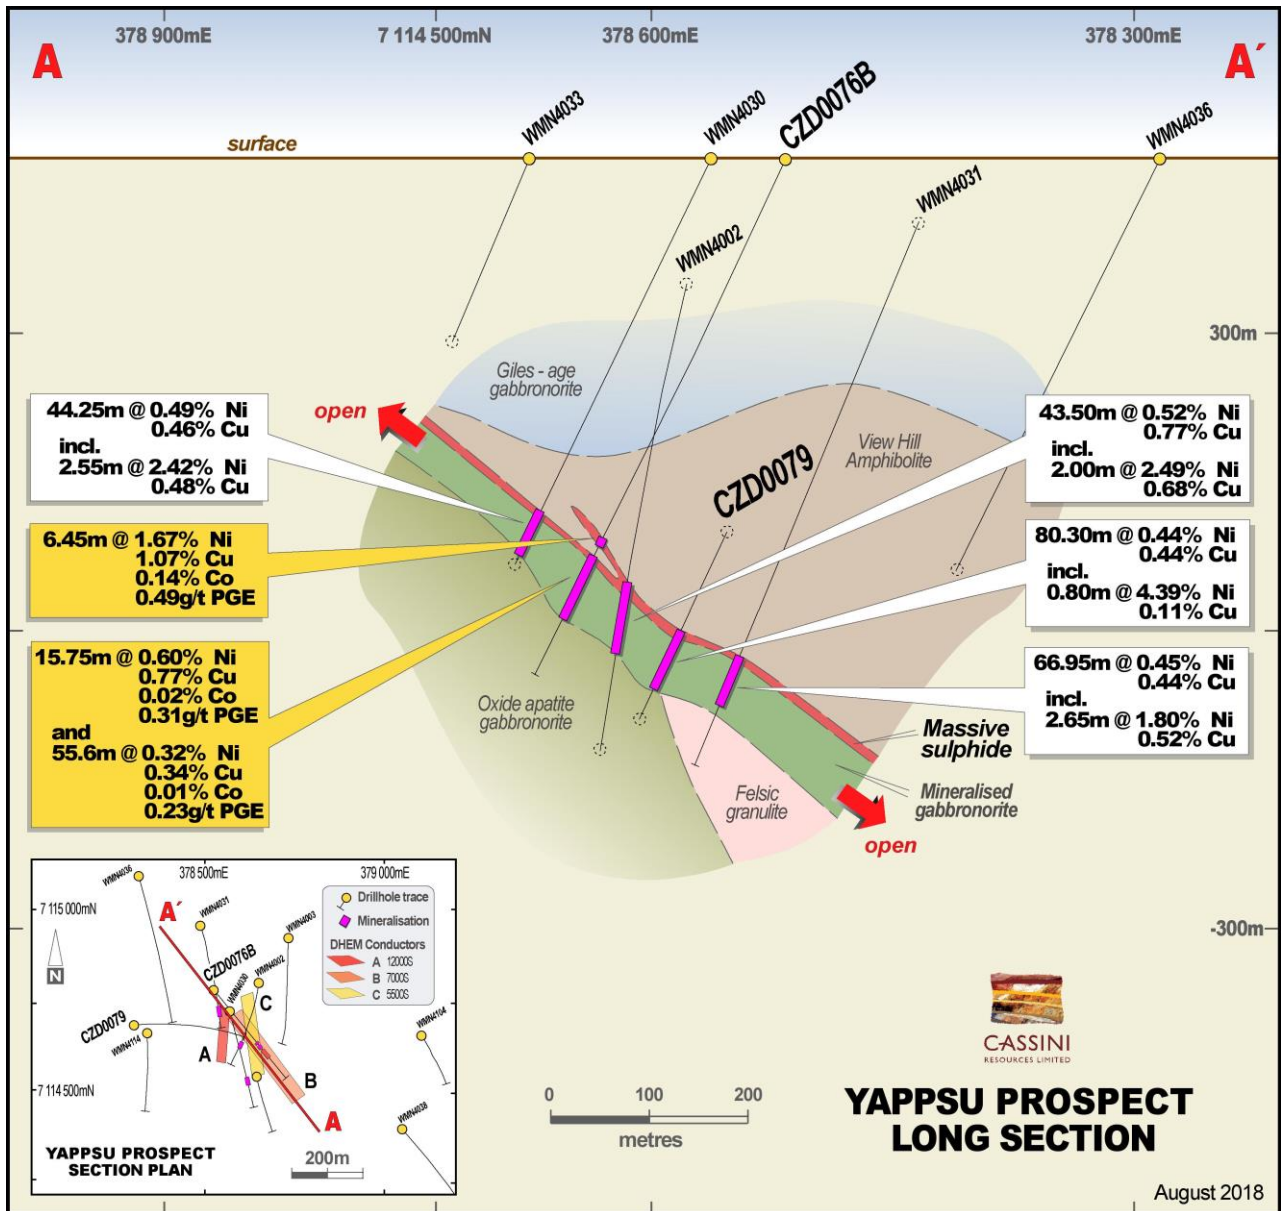 378 900mE
7 114 500mN
378 600mE
378 300mE
A
A´
surface
WMN4033
WMN4030
CZD0076B
WMN4036
WMN4002
WMN4031
300m
Giles - age
gabbronorite
open
View Hill
Amphibolite
CZD0079
44.25m @ 0.49% Ni
0.46% Cu
incl.
2.55m @ 2.42% Ni
0.48% Cu
6.45m @ 1.67% Ni
1.07% Cu
0.14% Co
0.49g/t PGE
15.75m @ 0.60% Ni
0.77% Cu
0.02% Co
0.31g/t PGE
and
55.6m @ 0.32% Ni
0.34% Cu
0.01% Co
0.23g/t PGE
43.50m @ 0.52% Ni
0.77% Cu
incl.
2.00m @ 2.49% Ni
0.68% Cu
80.30m @ 0.44% Ni
0.44% Cu
incl.
0.80m @ 4.39% Ni
0.11% Cu
66.95m @ 0.45% Ni
0.44% Cu
incl.
2.65m @ 1.80% Ni
0.52% Cu
Oxide apatite
gabbronorite
Massive
sulphide
Felsic
granulite
Mineralised
gabbronorite
open
-300m
378 500mE
379 000mE
7 115 000mN
7 114 500mN
N
A´
WMN4036
WMN4031
WMN4003
CZD0076B
WMN4030
WMN4002
CZD0079
WMN4114
WMN4104
WMN4038
A
B
C
A
Drillhole trace
Mineralisation
DHEM Conductors
A 12000S
B 7000S
C 5500S
YAPPSU PROSPECT
SECTION PLAN
200m
0 100 200
metres
CASSINI
RESOURCES LIMITED
YAPPSU PROSPECT
LONG SECTION
August 2018